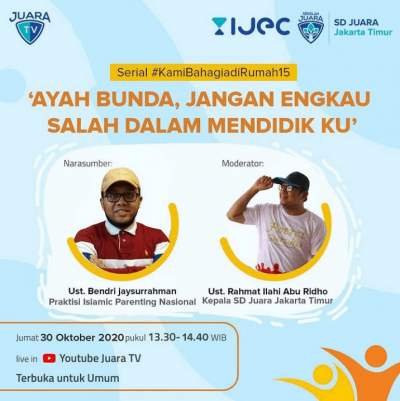 JUARA
TV
IJEC
SEKOLAH
JUARA
SD JUARA
Jakarta Timur
Serial #KamiBahagiadiRumah15
‘AYAH BUNDA, JANGAN ENGKAU
SALAH DALAM MENDIDIK KU’
Narasumber:
Moderator:
Ust. Bendri jaysurrahman
Praktisi Islamic Parenting Nasional
Ust. Rahmat Ilahi Abu Ridho
Kepala SD Juara Jakarta Timur
Jumat 30 Oktober 2020 pukul 13.30- 14.40 WIB
live in Youtube Juara TV
Terbuka untuk Umum